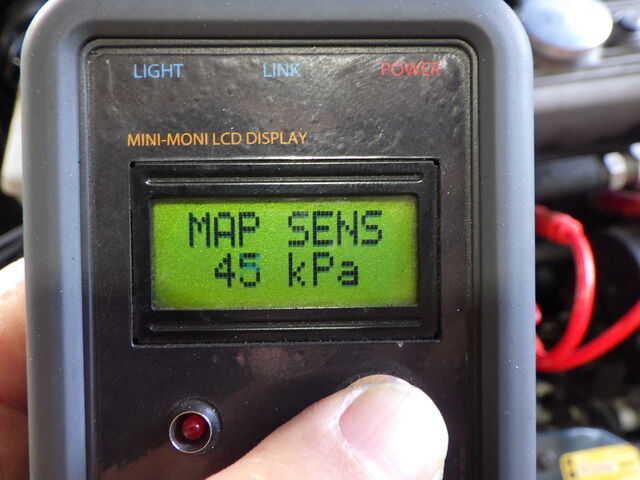 LIGHT LINK POWER
MINI-MONI LCD DISPLAY
MAP SENS
45 kPa